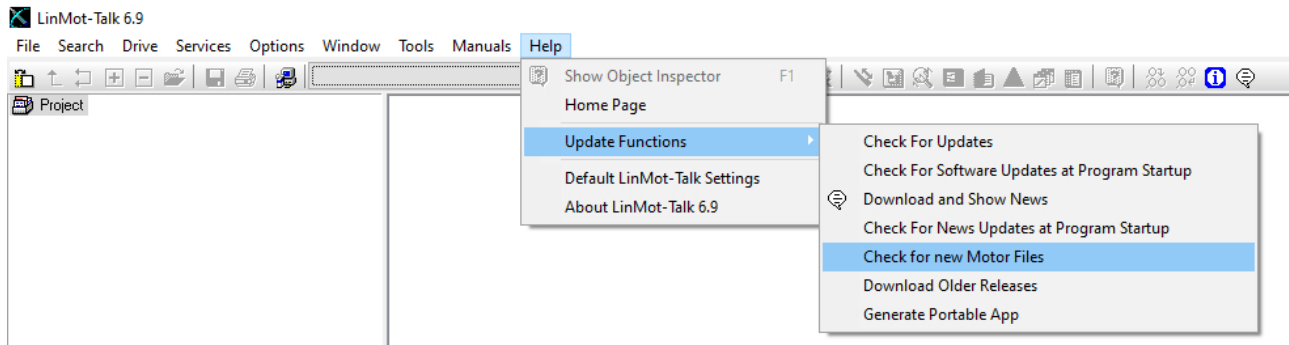 LinMot-Talk 6.9
File Search Drive Services Options Window Tools Manuals Help
Project
Show Object Inspector F1
Home Page
Update Functions
Default LinMot-Talk Settings
About LinMot-Talk 6.9
Check For Updates
Check For Software Updates at Program Startup
Download and Show News
Check For News Updates at Program Startup
Check for new Motor Files
Download Older Releases
Generate Portable App